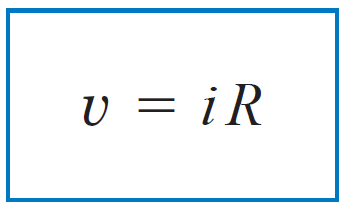 v = iR